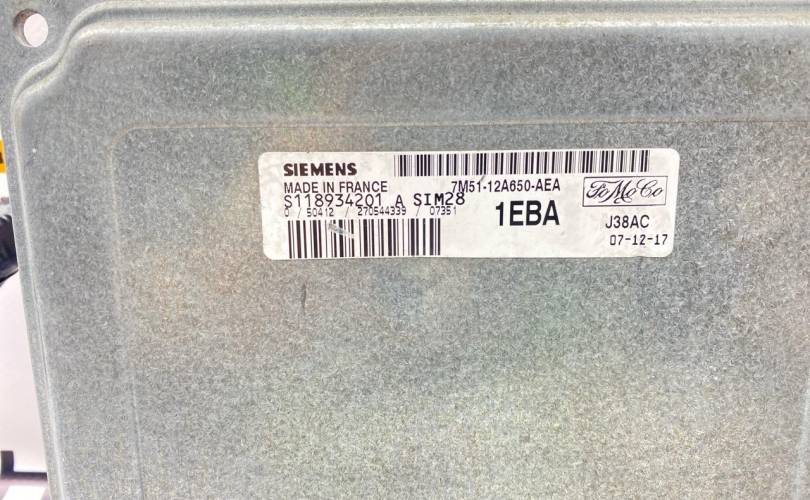 SIEMENS
MADE IN FRANCE 7M51-12A650-AEA
S118934201 A SIM28
0 / 50412 / 270544339 / 07351
1EBA
FoMoCo
J38AC
07-12-17